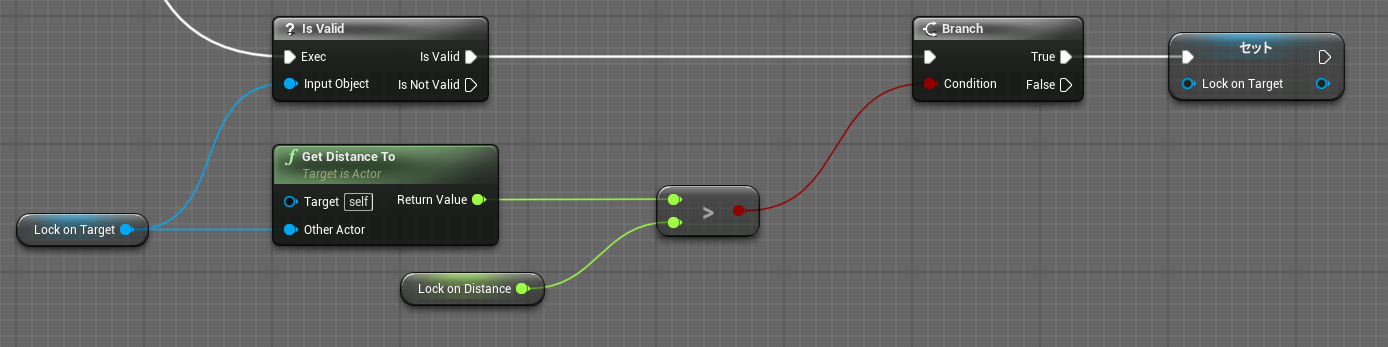 ? Is Valid
Exec
Is Valid
Input Object
Is Not Valid
Branch
True
Condition
False
セット
Lock on Target
f Get Distance To
Target is Actor
Target self
Return Value
Other Actor
Lock on Target
>
Lock on Distance